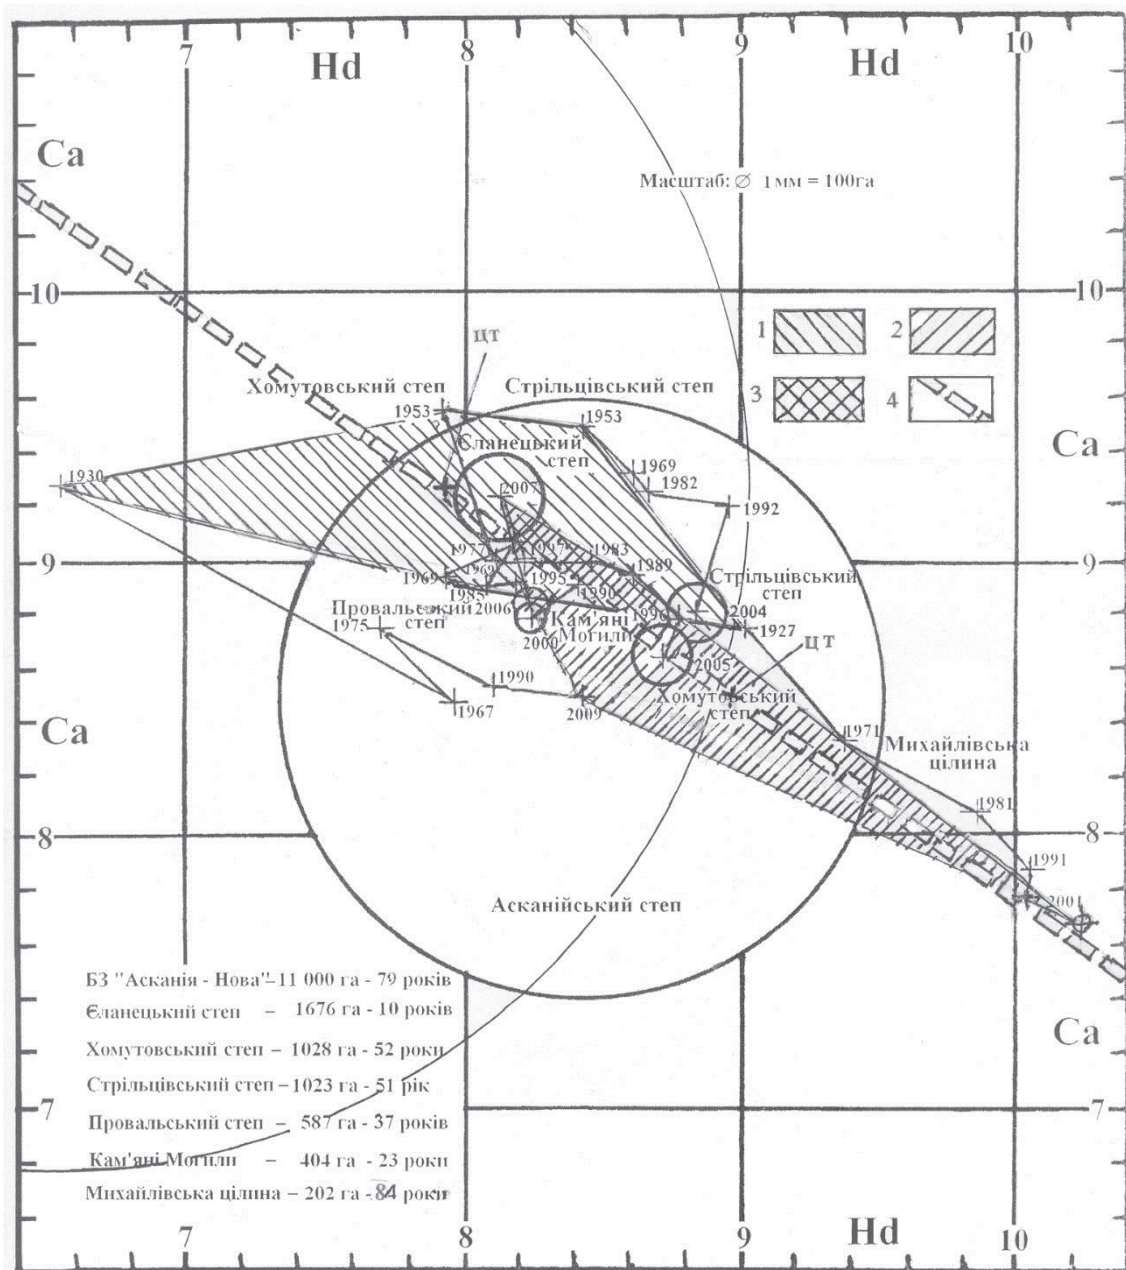 7
8
9
10
Hd
Hd
Ca
Масштаб: ∅ 1мм = 100га
10
10
1
2
3
4
ЦТ
Хомутовський степ
Стрільцівський степ
1953
1953
Ca
Єланецький
степ
1969
1982
1930
2007
1992
1977
1997
1983
9
9
1969
1969
1989
1985
1995
1990
Стрільцівський
степ
Провальський
степ
2006
Кам'яні
Могили
1996
2004
1975
2000
1927
ЦТ
2005
1990
Хомутовський
степ
1967
2009
Ca
1971
Михайлівська
цілина
1981
8
8
1991
2001
Асканійський степ
БЗ "Асканія - Нова"–11 000 га - 79 років
Єланецький степ – 1676 га - 10 років
Хомутовський степ – 1028 га - 52 роки
Стрільцівський степ – 1023 га - 51 рік
Провальський степ – 587 га - 37 років
Кам'яні Могили – 404 га - 23 роки
Михайлівська цілина – 202 га - 84 роки
Ca
7
7
7
8
9
Hd
10